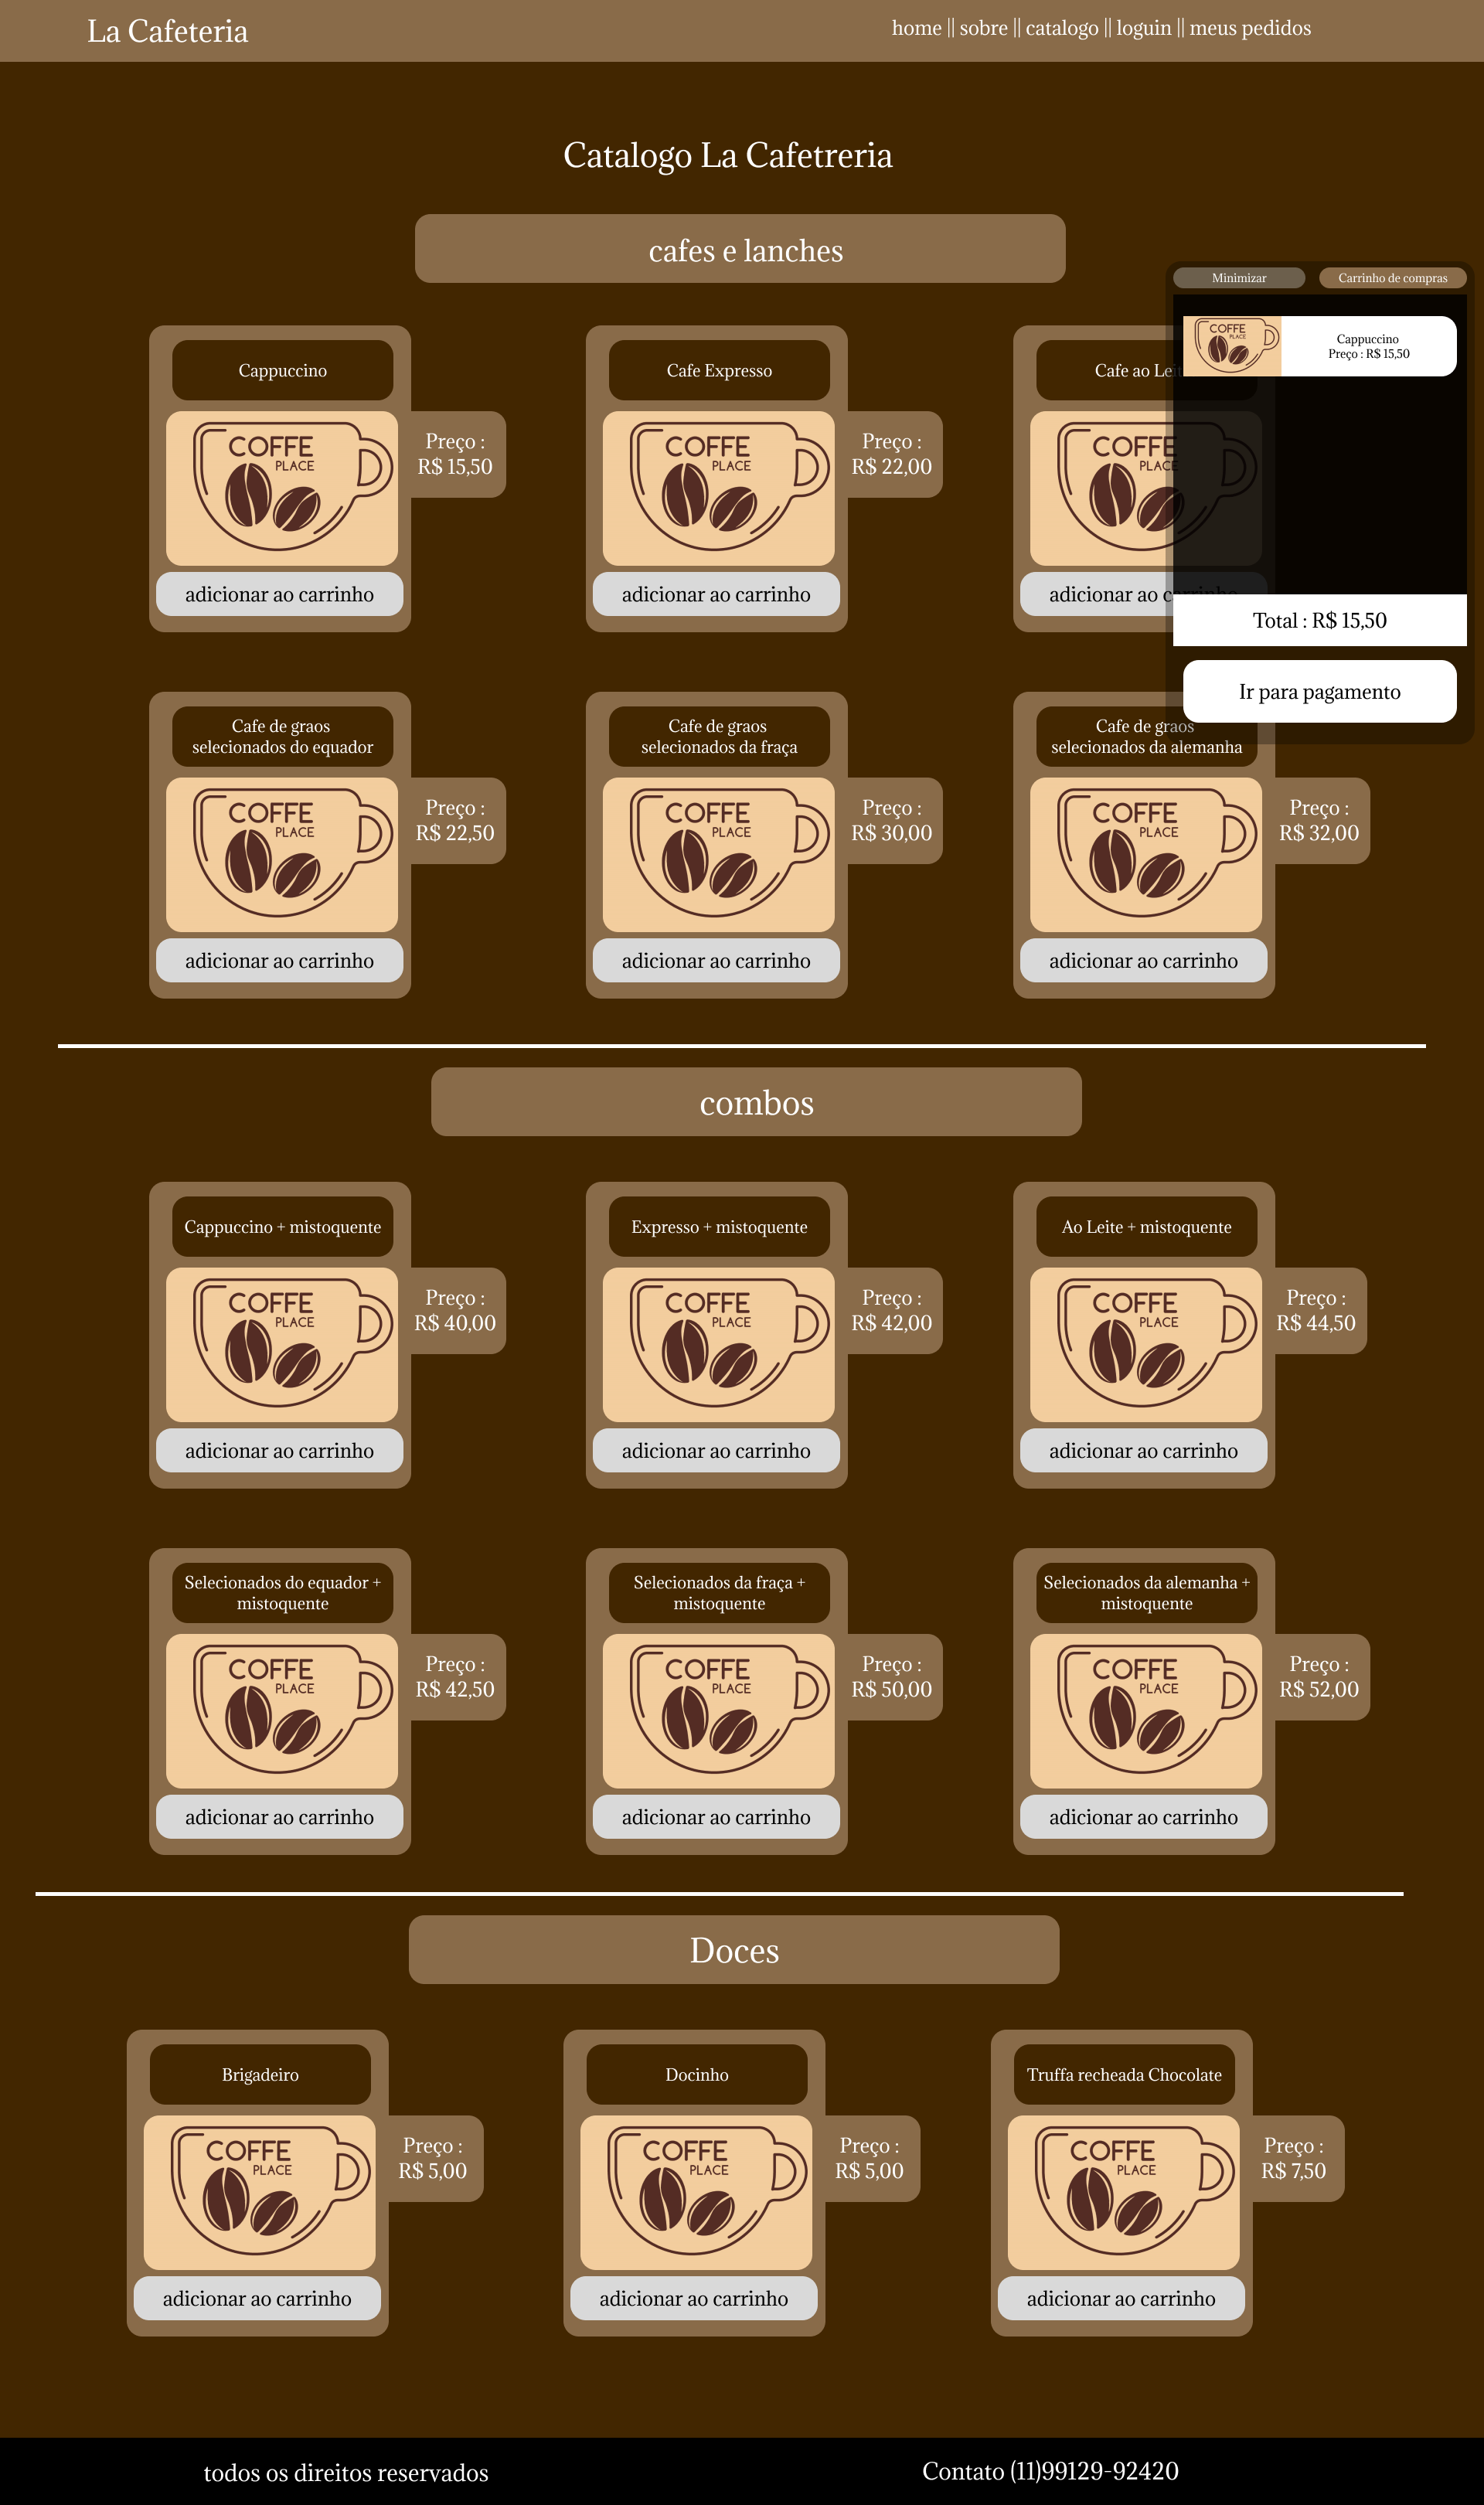 La Cafeteria
home || sobre || catalogo || loguin || meus pedidos
Catalogo La Cafetreria
cafes e lanches
Minimizar
Carrinho de compras
COFFE
PLACE
Cappuccino
Preço : R$ 15,50
Total : R$ 15,50
Ir para pagamento
Cappuccino
COFFE
PLACE
Preço :
R$ 15,50
adicionar ao carrinho
Cafe Expresso
COFFE
PLACE
Preço :
R$ 22,00
adicionar ao carrinho
Cafe ao Leit
COFFE
PLACE
adicionar ao carrinho
Cafe de graos
selecionados do equador
COFFE
PLACE
Preço :
R$ 22,50
adicionar ao carrinho
Cafe de graos
selecionados da fraça
COFFE
PLACE
Preço :
R$ 30,00
adicionar ao carrinho
Cafe de graos
selecionados da alemanha
COFFE
PLACE
Preço :
R$ 32,00
adicionar ao carrinho
combos
Cappuccino + mistoquente
COFFE
PLACE
Preço :
R$ 40,00
adicionar ao carrinho
Expresso + mistoquente
COFFE
PLACE
Preço :
R$ 42,00
adicionar ao carrinho
Ao Leite + mistoquente
COFFE
PLACE
Preço :
R$ 44,50
adicionar ao carrinho
Selecionados do equador +
mistoquente
COFFE
PLACE
Preço :
R$ 42,50
adicionar ao carrinho
Selecionados da fraça +
mistoquente
COFFE
PLACE
Preço :
R$ 50,00
adicionar ao carrinho
Selecionados da alemanha +
mistoquente
COFFE
PLACE
Preço :
R$ 52,00
adicionar ao carrinho
Doces
Brigadeiro
COFFE
PLACE
Preço :
R$ 5,00
adicionar ao carrinho
Docinho
COFFE
PLACE
Preço :
R$ 5,00
adicionar ao carrinho
Truffa recheada Chocolate
COFFE
PLACE
Preço :
R$ 7,50
adicionar ao carrinho
todos os direitos reservados
Contato (11)99129-92420